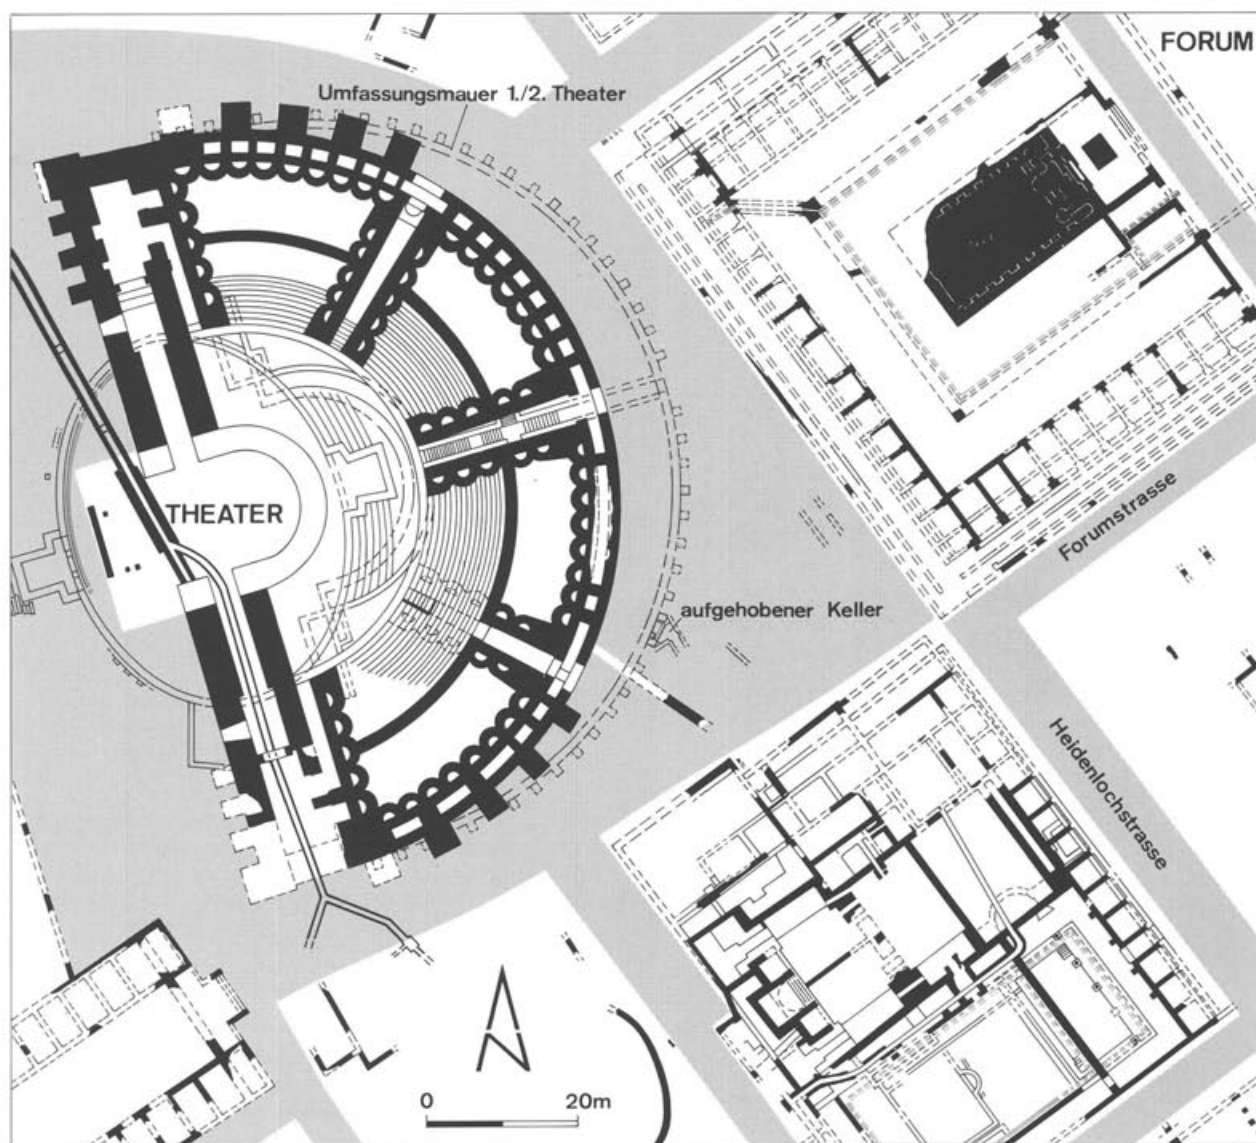 FORUM
Umfassungsmauer 1./2. Theater
THEATER
Forumstrasse
aufgehobener Keller
Heidenlochstrasse
N
0 20m